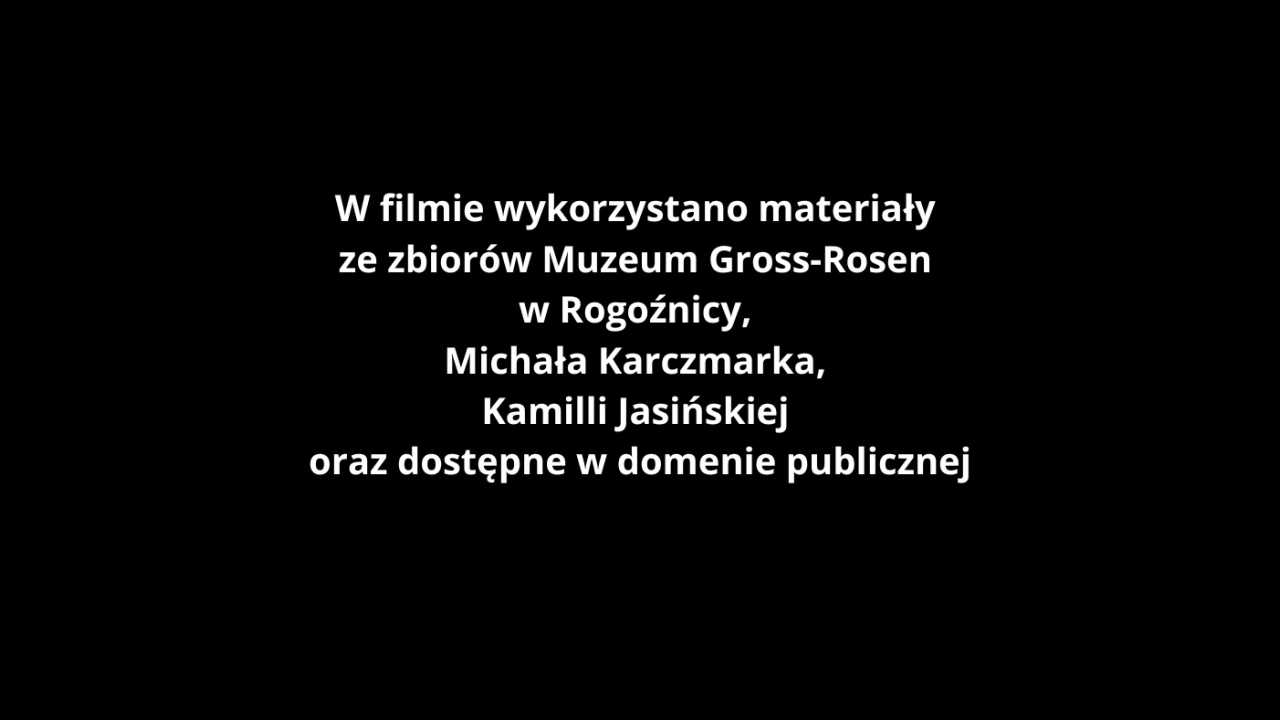 W filmie wykorzystano materiały
ze zbiorów Muzeum Gross-Rosen
w Rogoźnicy,
Michała Karczmarka,
Kamilli Jasińskiej
oraz dostępne w domenie publicznej